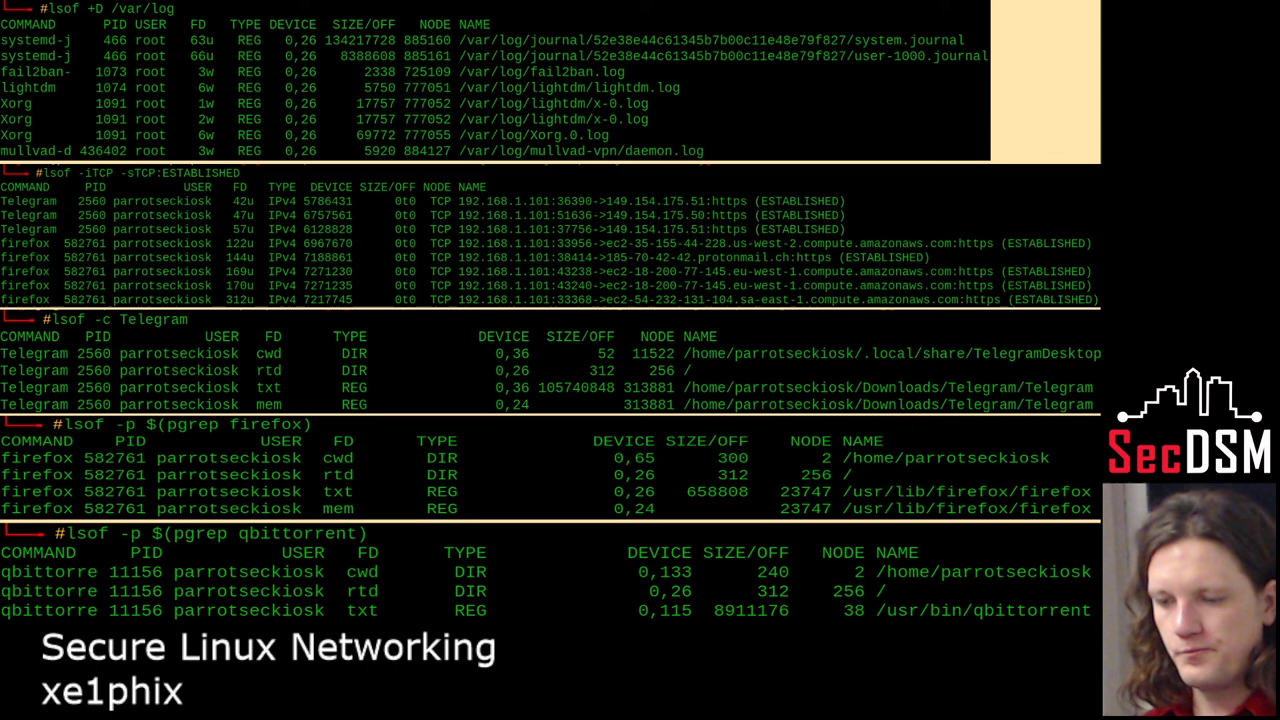 #lsof +D /var/log
COMMAND PID USER FD TYPE DEVICE SIZE/OFF NODE NAME
systemd-j 466 root 63u REG 0,26 134217728 885160 /var/log/journal/52e38e44c61345b7b00c11e48e79f827/system.journal
systemd-j 466 root 66u REG 0,26 8388608 885161 /var/log/journal/52e38e44c61345b7b00c11e48e79f827/user-1000.journal
fail2ban- 1073 root 3w REG 0,26 2338 725109 /var/log/fail2ban.log
lightdm 1074 root 6w REG 0,26 5750 777051 /var/log/lightdm/lightdm.log
Xorg 1091 root 1w REG 0,26 17757 777052 /var/log/lightdm/x-0.log
Xorg 1091 root 2w REG 0,26 17757 777052 /var/log/lightdm/x-0.log
Xorg 1091 root 6w REG 0,26 69772 777055 /var/log/Xorg.0.log
mullvad-d 436402 root 3w REG 0,26 5920 884127 /var/log/mullvad-vpn/daemon.log
#lsof -iTCP -sTCP:ESTABLISHED
COMMAND PID USER FD TYPE DEVICE SIZE/OFF NODE NAME
Telegram 2560 parrotseckiosk 42u IPv4 5786431 0t0 TCP 192.168.1.101:36390->149.154.175.51:https (ESTABLISHED)
Telegram 2560 parrotseckiosk 47u IPv4 6757561 0t0 TCP 192.168.1.101:51636->149.154.175.50:https (ESTABLISHED)
Telegram 2560 parrotseckiosk 57u IPv4 6128828 0t0 TCP 192.168.1.101:37756->149.154.175.51:https (ESTABLISHED)
firefox 582761 parrotseckiosk 122u IPv4 6967670 0t0 TCP 192.168.1.101:33956->ec2-35-155-44-228.us-west-2.compute.amazonaws.com:https (ESTABLISHED)
firefox 582761 parrotseckiosk 144u IPv4 7188861 0t0 TCP 192.168.1.101:38414->185-70-42-42.protonmail.ch:https (ESTABLISHED)
firefox 582761 parrotseckiosk 169u IPv4 7271230 0t0 TCP 192.168.1.101:43238->ec2-18-200-77-145.eu-west-1.compute.amazonaws.com:https (ESTABLISHED)
firefox 582761 parrotseckiosk 170u IPv4 7271235 0t0 TCP 192.168.1.101:43240->ec2-18-200-77-145.eu-west-1.compute.amazonaws.com:https (ESTABLISHED)
firefox 582761 parrotseckiosk 312u IPv4 7217745 0t0 TCP 192.168.1.101:33368->ec2-54-232-131-104.sa-east-1.compute.amazonaws.com:https (ESTABLISHED)
#lsof -c Telegram
COMMAND PID USER FD TYPE DEVICE SIZE/OFF NODE NAME
Telegram 2560 parrotseckiosk cwd DIR 0,36 52 11522 /home/parrotseckiosk/.local/share/TelegramDesktop
Telegram 2560 parrotseckiosk rtd DIR 0,26 312 256 /
Telegram 2560 parrotseckiosk txt REG 0,36 105740848 313881 /home/parrotseckiosk/Downloads/Telegram/Telegram
Telegram 2560 parrotseckiosk mem REG 0,24 313881 /home/parrotseckiosk/Downloads/Telegram/Telegram
#lsof -p $(pgrep firefox)
COMMAND PID USER FD TYPE DEVICE SIZE/OFF NODE NAME
firefox 582761 parrotseckiosk cwd DIR 0,65 300 2 /home/parrotseckiosk
firefox 582761 parrotseckiosk rtd DIR 0,26 312 256 /
firefox 582761 parrotseckiosk txt REG 0,26 658808 23747 /usr/lib/firefox/firefox
firefox 582761 parrotseckiosk mem REG 0,24 23747 /usr/lib/firefox/firefox
#lsof -p $(pgrep qbittorrent)
COMMAND PID USER FD TYPE DEVICE SIZE/OFF NODE NAME
qbittorre 11156 parrotseckiosk cwd DIR 0,133 240 2 /home/parrotseckiosk
qbittorre 11156 parrotseckiosk rtd DIR 0,26 312 256 /
qbittorre 11156 parrotseckiosk txt REG 0,115 8911176 38 /usr/bin/qbittorrent
Secure Linux Networking
xe1phix
SecDSM